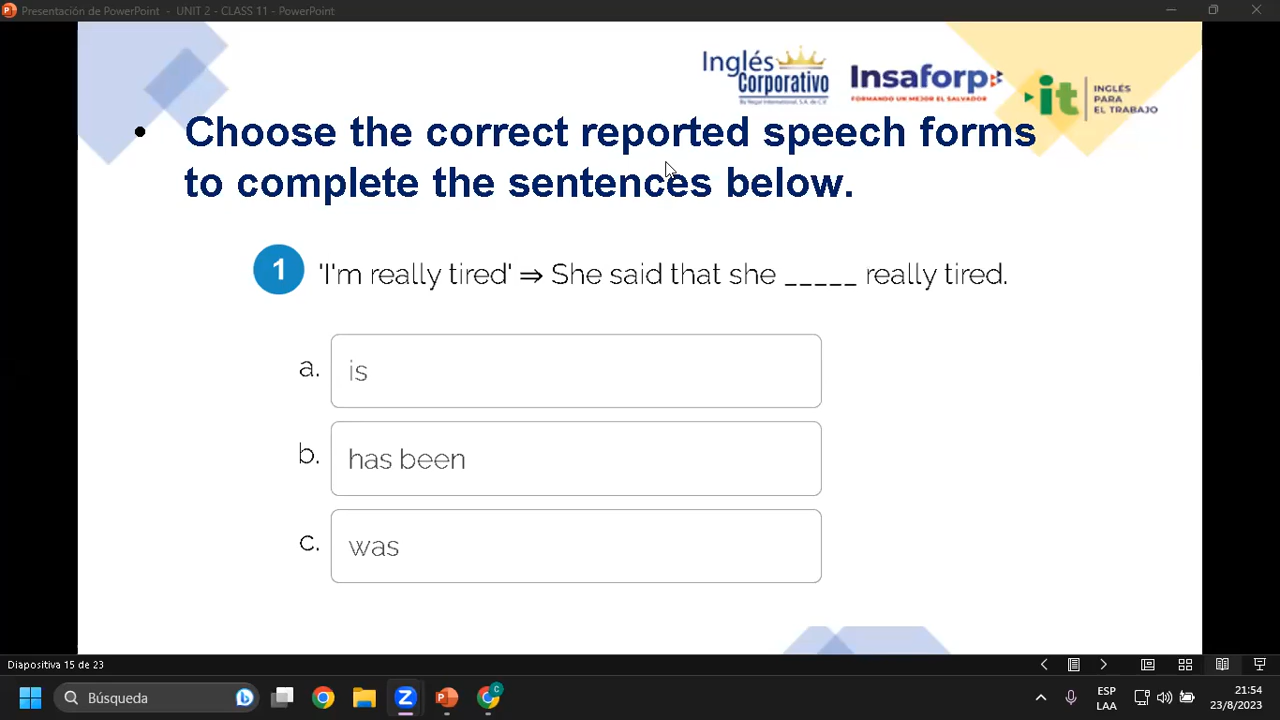 Presentación de PowerPoint - UNIT 2 - CLASS 11 - PowerPoint
Inglés
Corporativo
Insaforp
FORMANDO UN MEJOR EL SALVADOR
it
INGLÉS
PARA
EL TRABAJO
• Choose the correct reported speech forms
to complete the sentences below.
1 'I'm really tired' ⇒ She said that she _____ really tired.
a. is
b. has been
c. was
Diapositiva 15 de 23
Búsqueda
ESP
LAA
21:54
23/8/2023